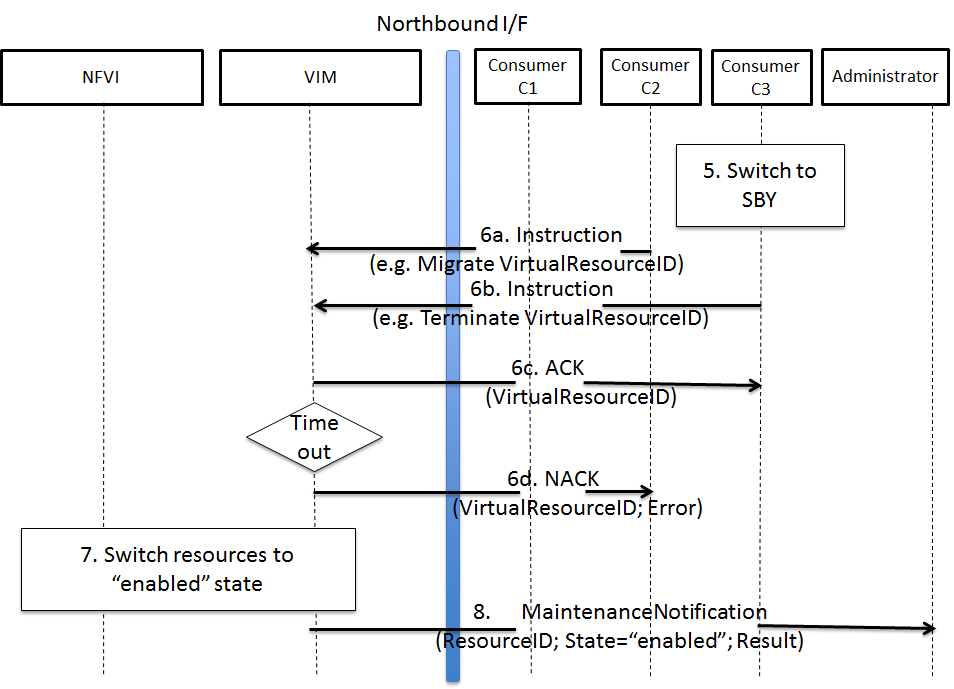 Northbound I/F
NFVI
VIM
Consumer
C1
Consumer
C2
Consumer
C3
Administrator
5. Switch to
SBY
6a. Instruction
(e.g. Migrate VirtualResourceID)
6b. Instruction
(e.g. Terminate VirtualResourceID)
6c. ACK
(VirtualResourceID)
Time
out
6d. NACK
(VirtualResourceID; Error)
7. Switch resources to
“enabled” state
8. MaintenanceNotification
(ResourceID; State=“enabled”; Result)